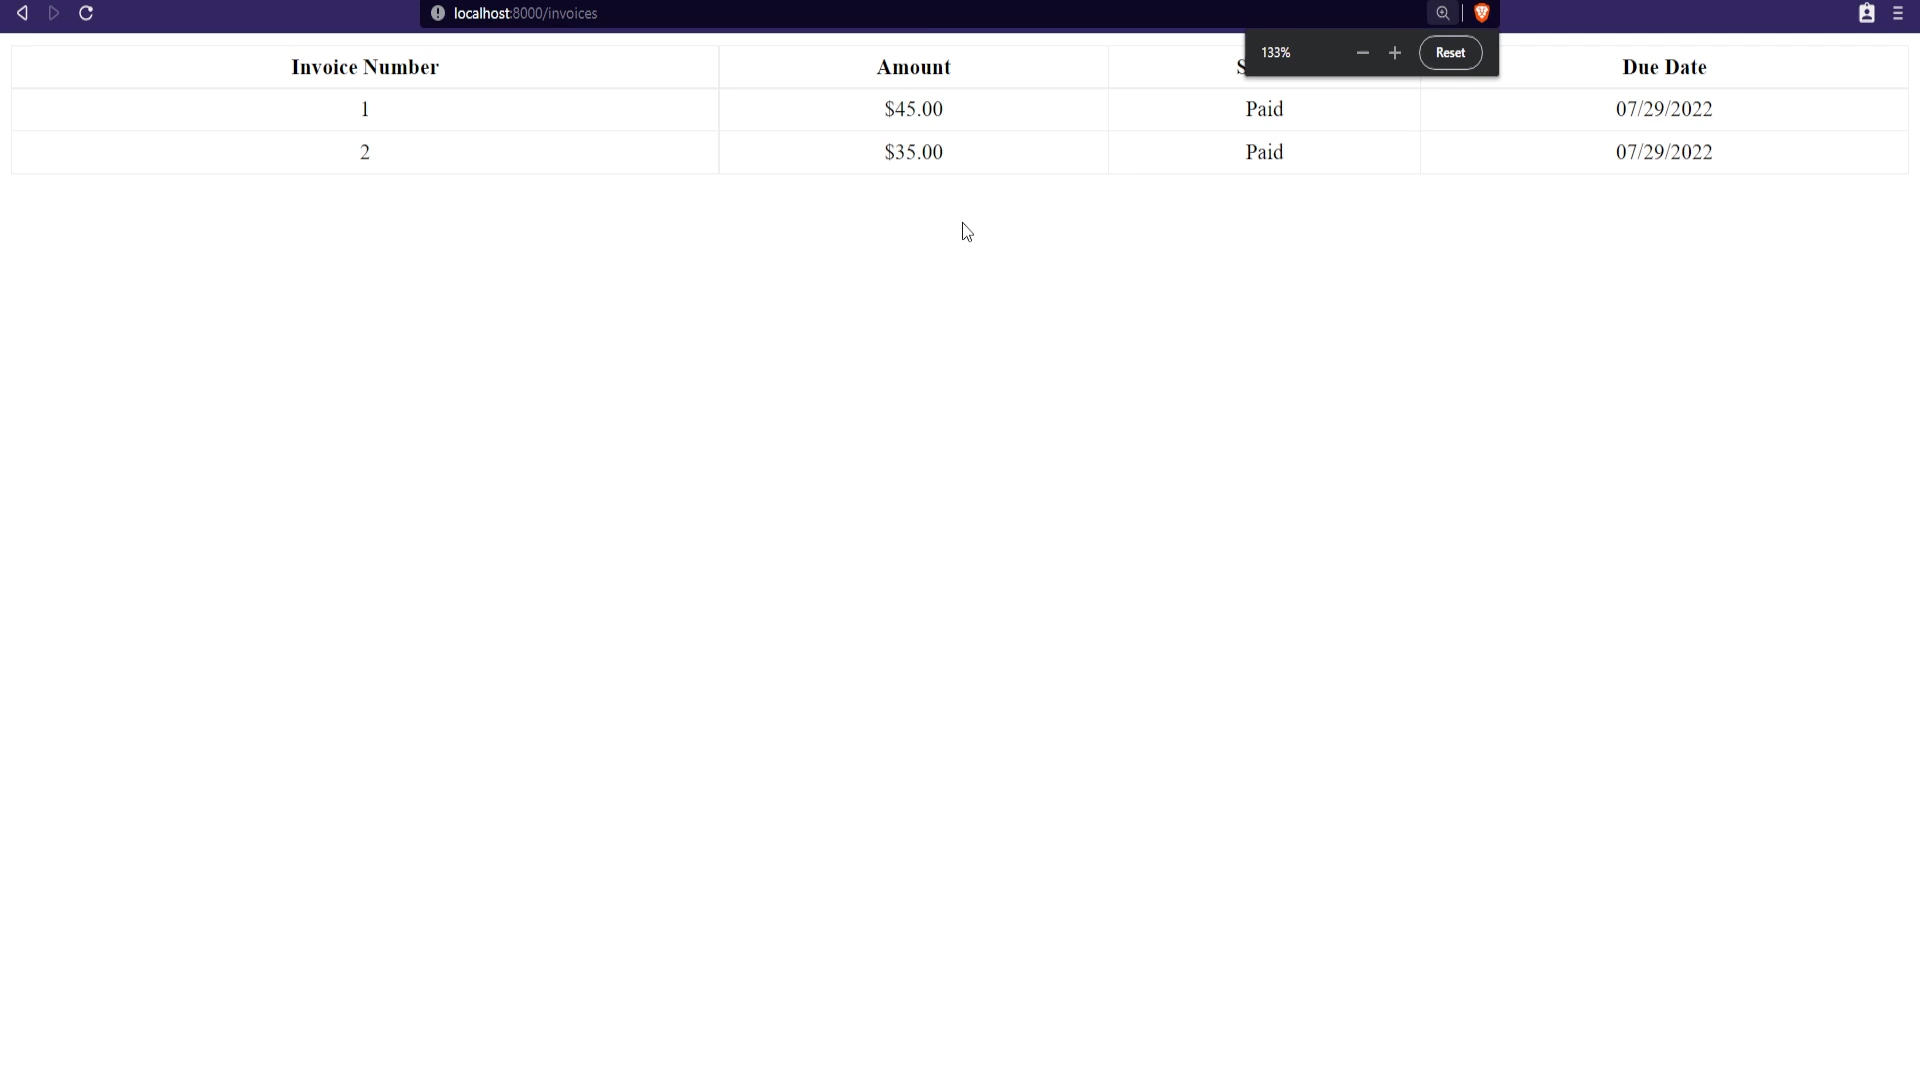 localhost:8000/invoices
133% Reset
Invoice Number Amount Due Date
1 $45.00 Paid 07/29/2022
2 $35.00 Paid 07/29/2022